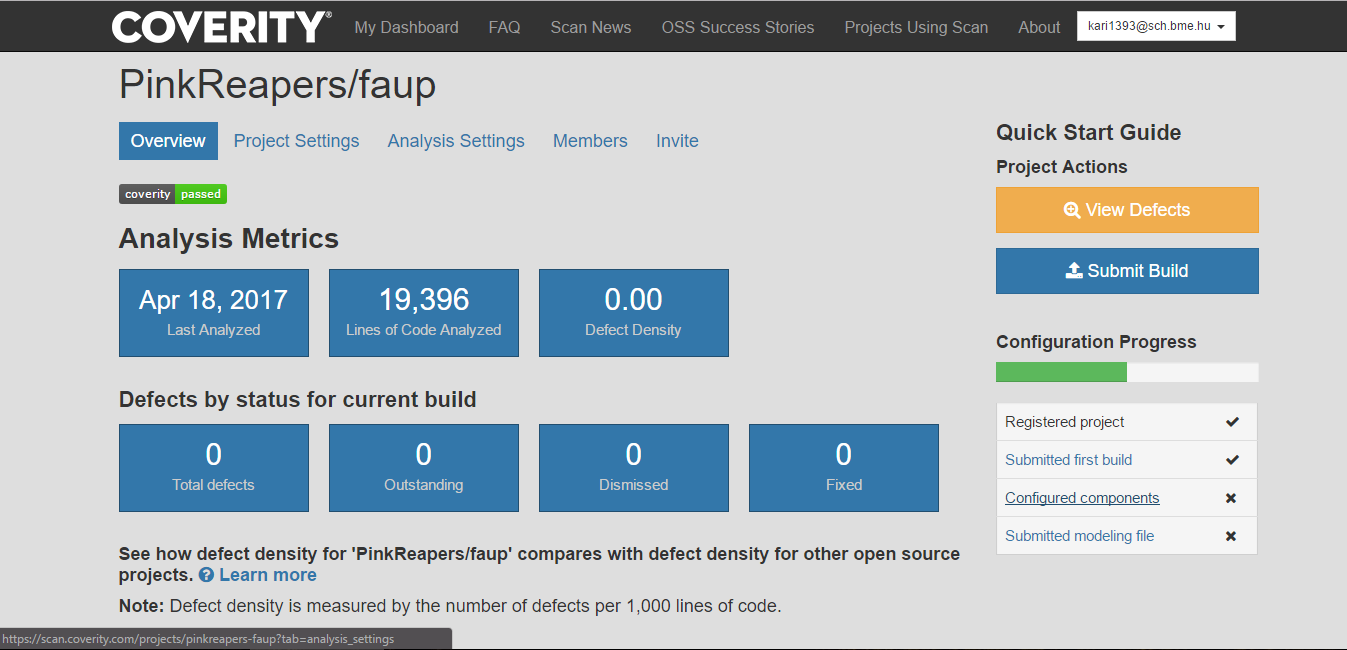 COVERITY® My Dashboard FAQ Scan News OSS Success Stories Projects Using Scan About kari1393@sch.bme.hu
PinkReapers/faup
Overview Project Settings Analysis Settings Members Invite
coverity passed
Analysis Metrics
Apr 18, 2017
Last Analyzed
19,396
Lines of Code Analyzed
0.00
Defect Density
Defects by status for current build
0
Total defects
0
Outstanding
0
Dismissed
0
Fixed
See how defect density for 'PinkReapers/faup' compares with defect density for other open source
projects. Learn more
Note: Defect density is measured by the number of defects per 1,000 lines of code.
Quick Start Guide
Project Actions
View Defects
Submit Build
Configuration Progress
Registered project
Submitted first build
Configured components
Submitted modeling file
https://scan.coverity.com/projects/pinkreapers-faup?tab=analysis_settings